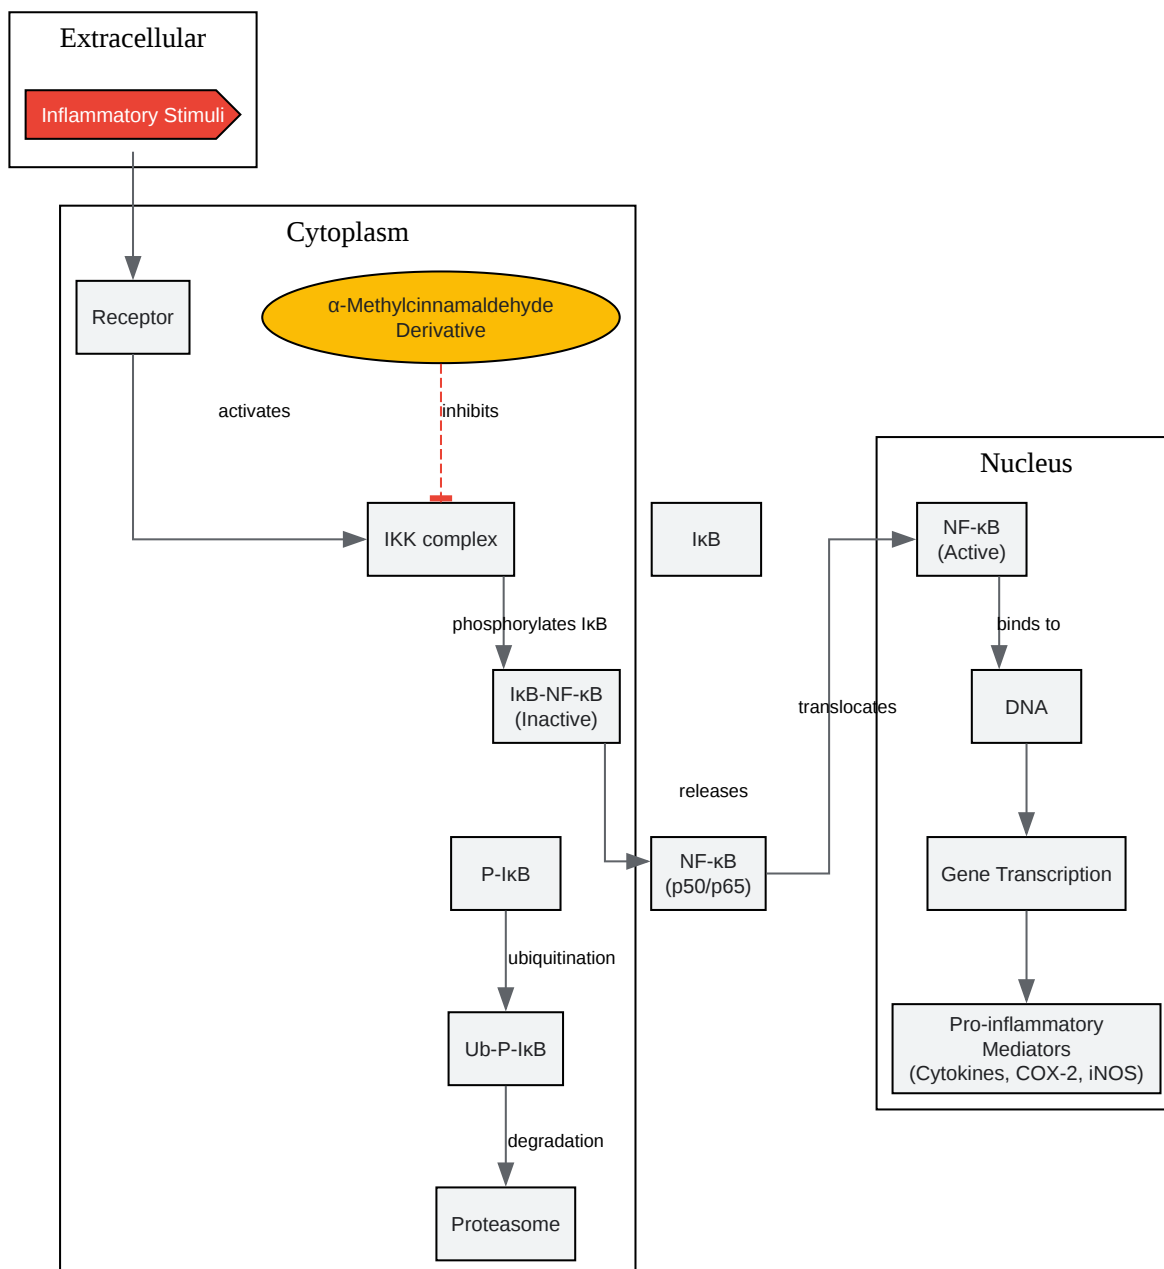 Extracellular
Inflammatory Stimuli
Cytoplasm
Receptor
α-Methylcinnamaldehyde
Derivative
activates
inhibits
Nucleus
IKK complex
IκB
NF-κB
(Active)
phosphorylates IκB
binds to
IκB-NF-κB
(Inactive)
translocates
DNA
releases
P-IκB
NF-κB
(p50/p65)
Gene Transcription
ubiquitination
Ub-P-IκB
Pro-inflammatory
Mediators
(Cytokines, COX-2, iNOS)
degradation
Proteasome